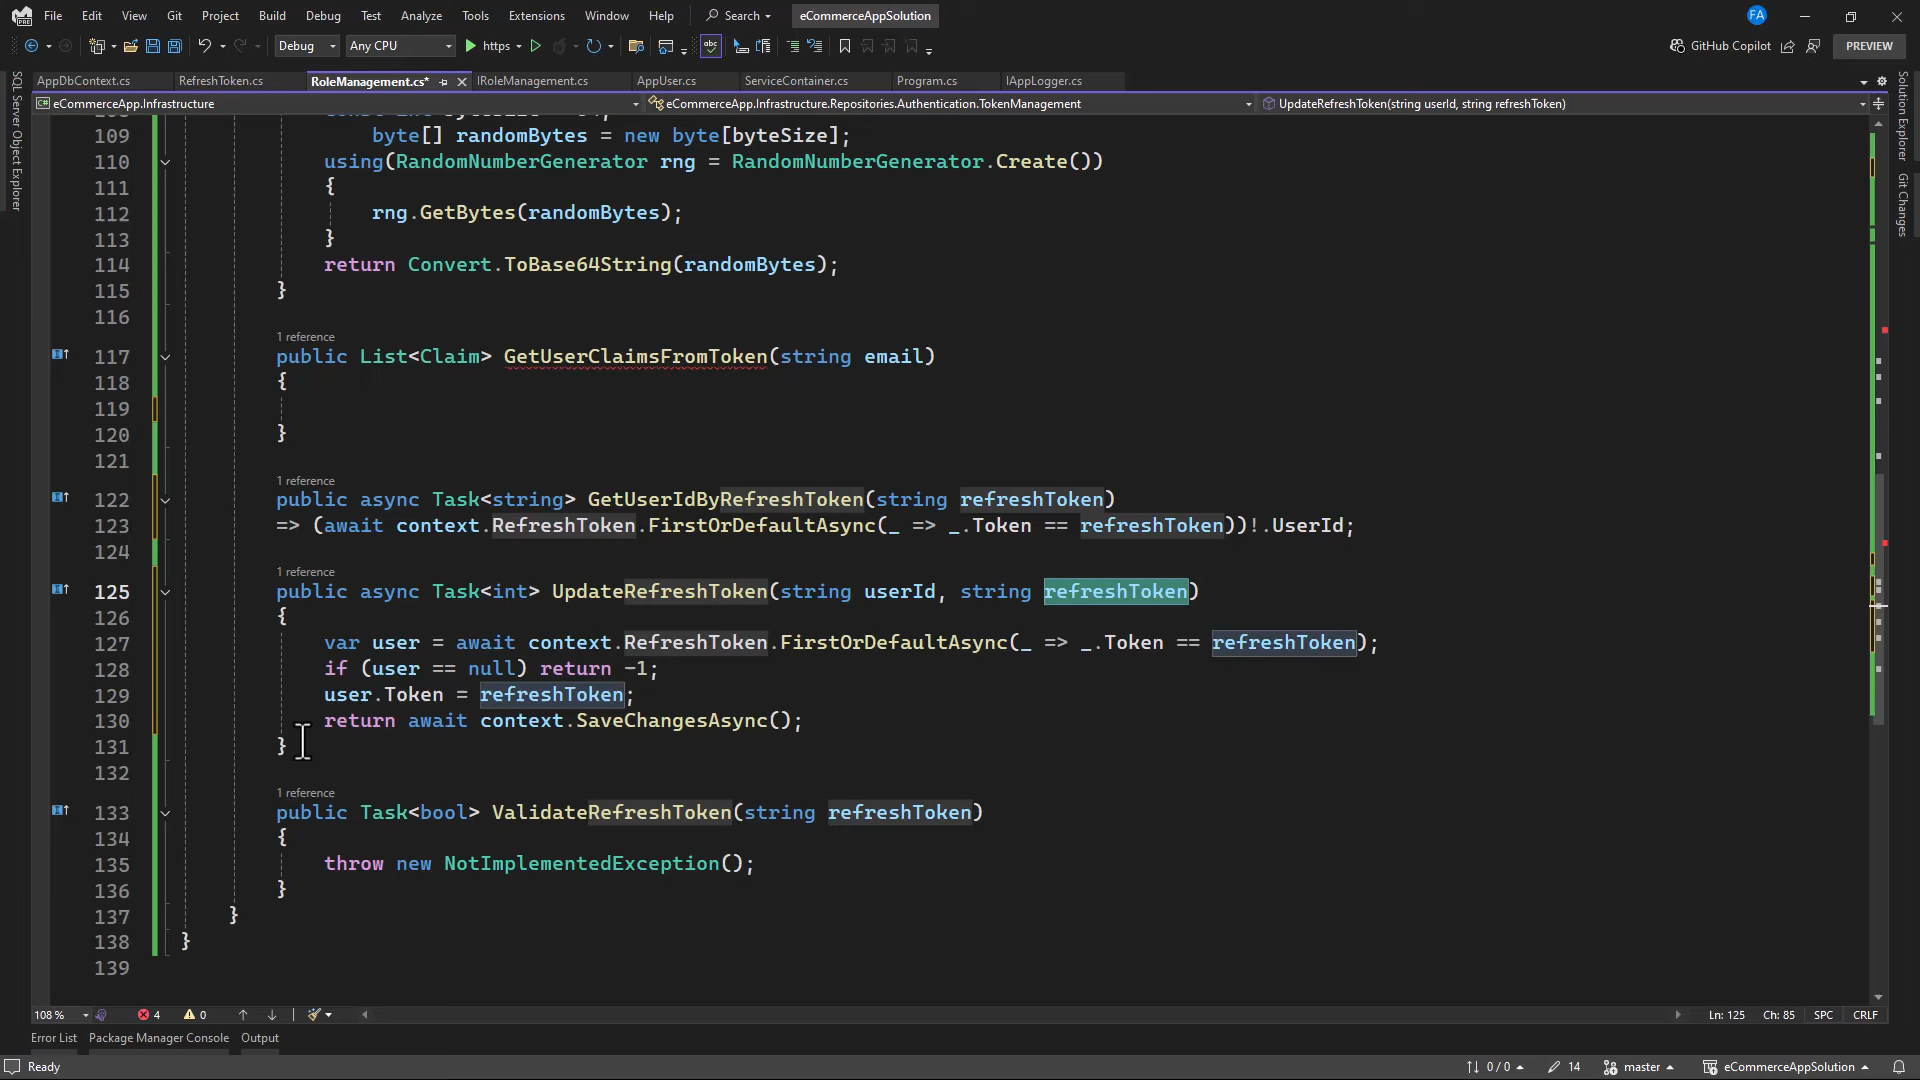 File Edit View Git Project Build Debug Test Analyze Tools Extensions Window Help Search eCommerceAppSolution FA
Debug Any CPU https GitHub Copilot PREVIEW
AppDbContext.cs RefreshToken.cs RoleManagement.cs* IRoleManagement.cs AppUser.cs ServiceContainer.cs Program.cs IAppLogger.cs
eCommerceApp.Infrastructure eCommerceApp.Infrastructure.Repositories.Authentication.TokenManagement UpdateRefreshToken(string userId, string refreshToken)
SQL Server Object Explorer
Solution Explorer
Git Changes
109 byte[] randomBytes = new byte[byteSize];
110 using(RandomNumberGenerator rng = RandomNumberGenerator.Create())
111 {
112 rng.GetBytes(randomBytes);
113 }
114 return Convert.ToBase64String(randomBytes);
115 }
116
1 reference
117 public List<Claim> GetUserClaimsFromToken(string email)
118 {
119
120 }
121
1 reference
122 public async Task<string> GetUserIdByRefreshToken(string refreshToken)
123 => (await context.RefreshToken.FirstOrDefaultAsync(_ => _.Token == refreshToken))!.UserId;
124
1 reference
125 public async Task<int> UpdateRefreshToken(string userId, string refreshToken)
126 {
127 var user = await context.RefreshToken.FirstOrDefaultAsync(_ => _.Token == refreshToken);
128 if (user == null) return -1;
129 user.Token = refreshToken;
130 return await context.SaveChangesAsync();
131 }
132
1 reference
133 public Task<bool> ValidateRefreshToken(string refreshToken)
134 {
135 throw new NotImplementedException();
136 }
137 }
138 }
139
108 % 4 0 Ln: 125 Ch: 85 SPC CRLF
Error List Package Manager Console Output
Ready 0 / 0 14 master eCommerceAppSolution